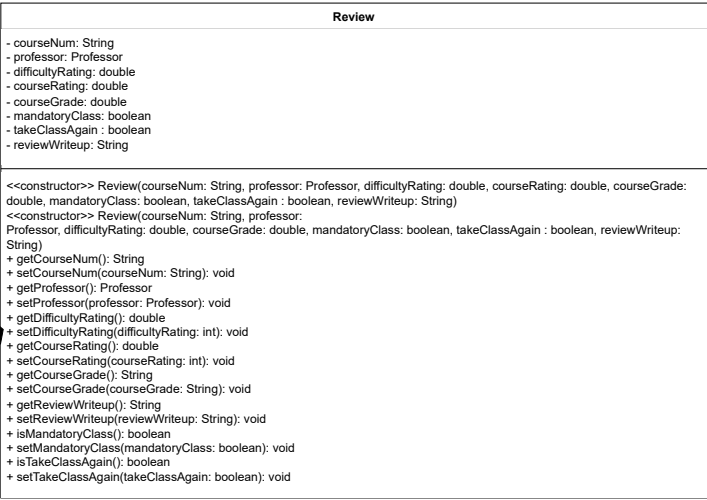 Review
- courseNum: String
- professor: Professor
- difficultyRating: double
- courseRating: double
- courseGrade: double
- mandatoryClass: boolean
- takeClassAgain : boolean
- reviewWriteup: String
<<constructor>> Review(courseNum: String, professor: Professor, difficultyRating: double, courseRating: double, courseGrade:
double, mandatoryClass: boolean, takeClassAgain : boolean, reviewWriteup: String)
<<constructor>> Review(courseNum: String, professor:
Professor, difficultyRating: double, courseGrade: double, mandatoryClass: boolean, takeClassAgain : boolean, reviewWriteup:
String)
+ getCourseNum(): String
+ setCourseNum(courseNum: String): void
+ getProfessor(): Professor
+ setProfessor(professor: Professor): void
+ getDifficultyRating(): double
+ setDifficultyRating(difficultyRating: int): void
+ getCourseRating(): double
+ setCourseRating(courseRating: int): void
+ getCourseGrade(): String
+ setCourseGrade(courseGrade: String): void
+ getReviewWriteup(): String
+ setReviewWriteup(reviewWriteup: String): void
+ isMandatoryClass(): boolean
+ setMandatoryClass(mandatoryClass: boolean): void
+ isTakeClassAgain(): boolean
+ setTakeClassAgain(takeClassAgain: boolean): void